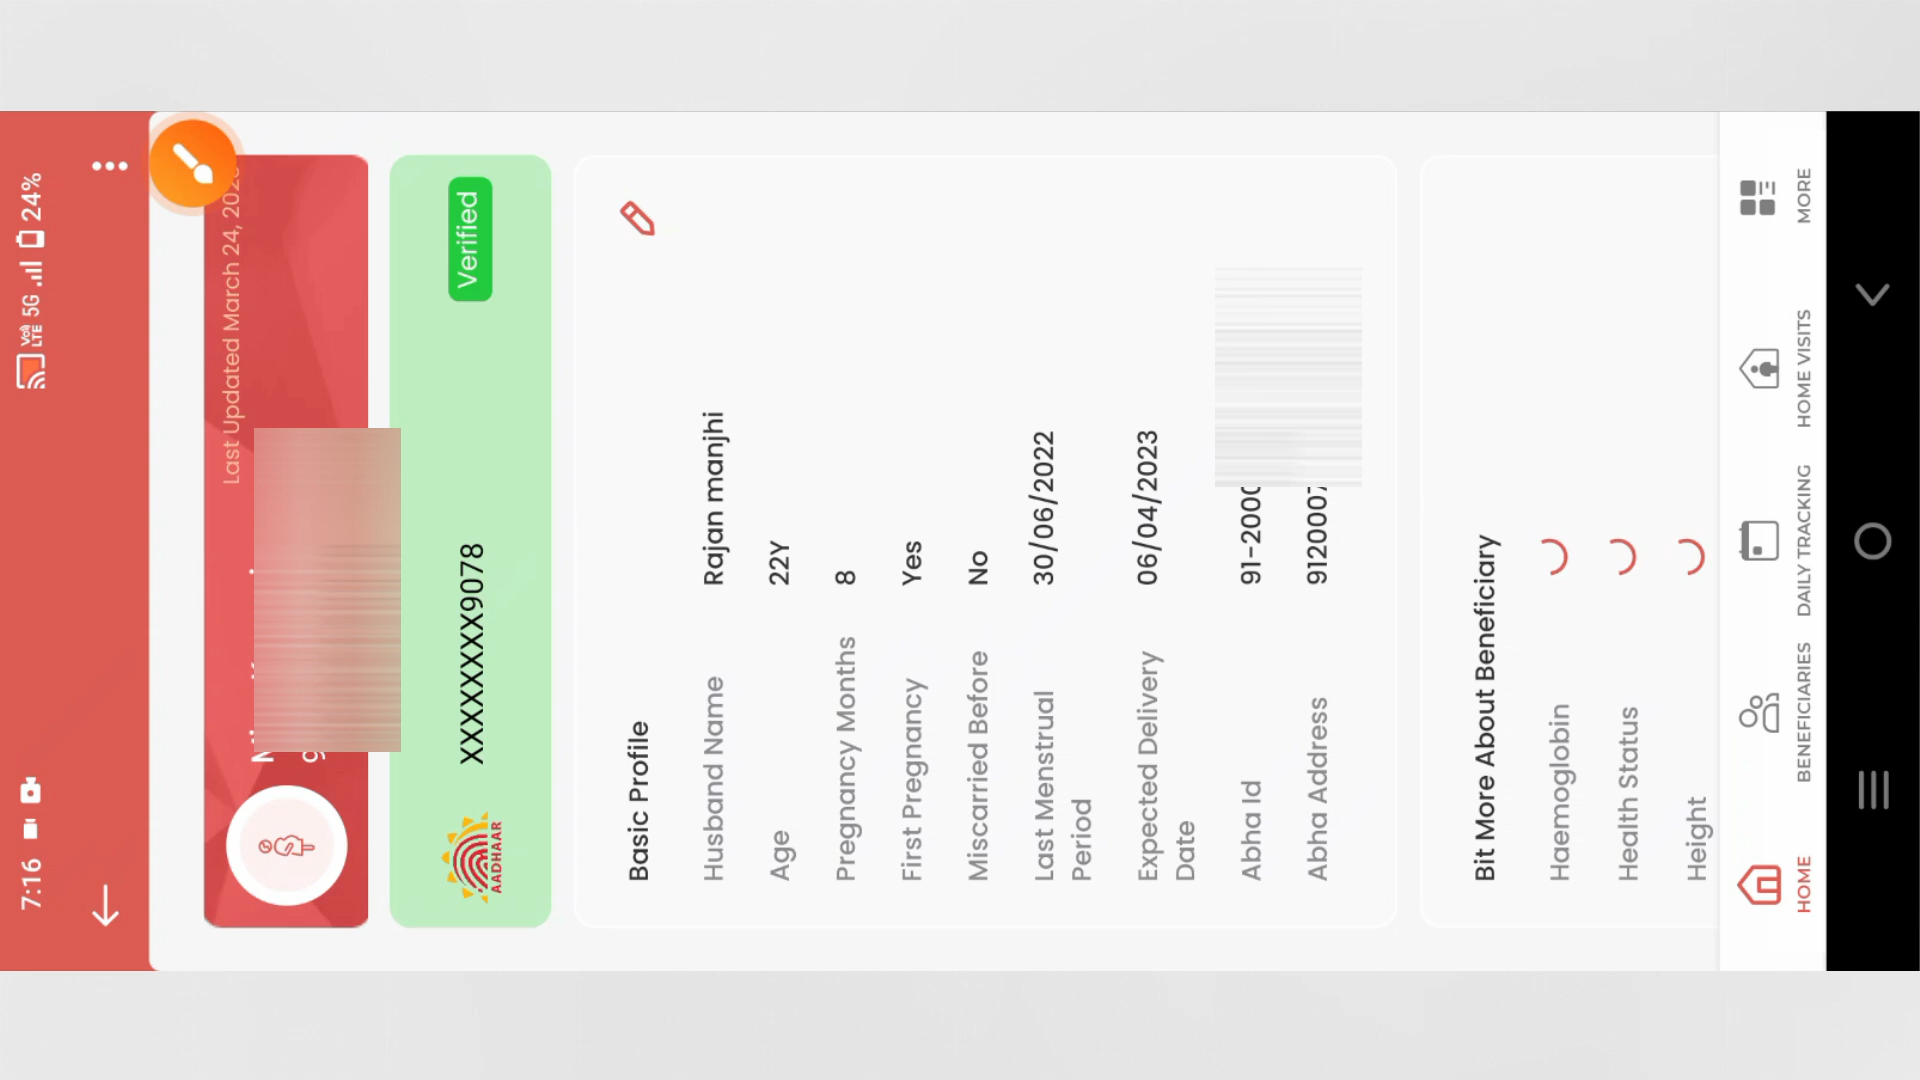 7:16 VoLTE 5G 24%
Last Updated March 24, 202
AADHAAR XXXXXXXX9078 Verified
Basic Profile
Husband Name Rajan manjhi
Age 22Y
Pregnancy Months 8
First Pregnancy Yes
Miscarried Before No
Last Menstrual 30/06/2022
Period
Expected Delivery 06/04/2023
Date
Abha Id 91-2000
Abha Address 9120007
Bit More About Beneficiary
Haemoglobin
Health Status
Height
HOME BENEFICIARIES DAILY TRACKING HOME VISITS MORE